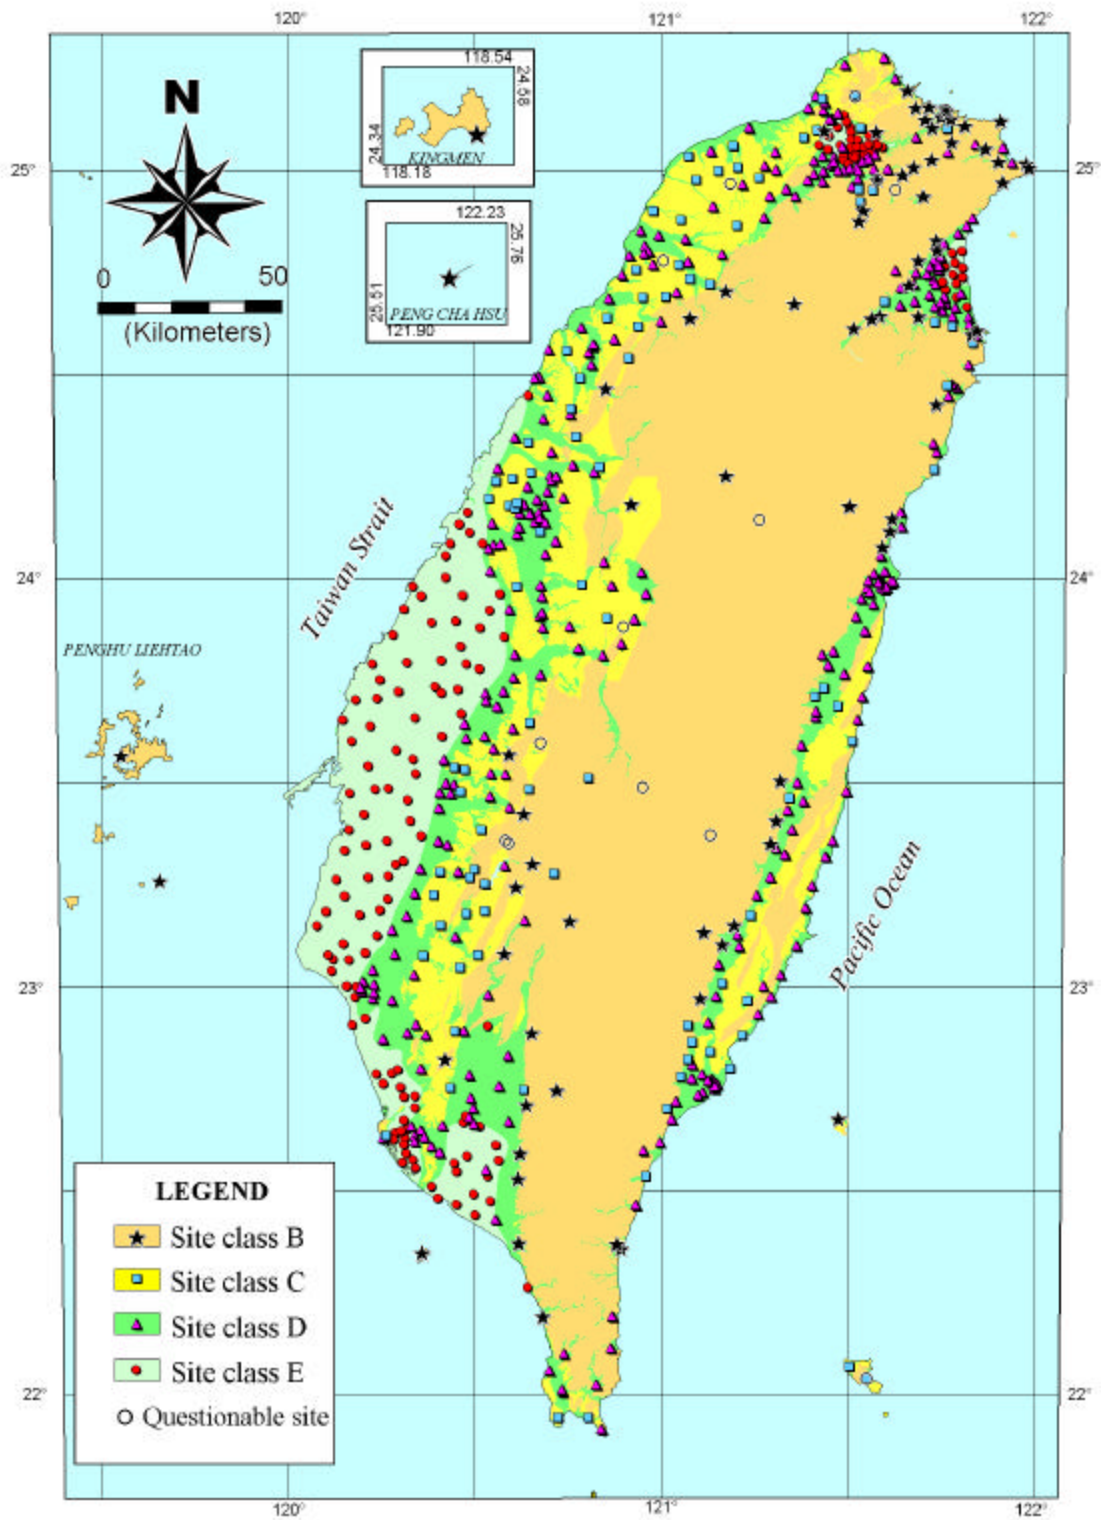 120° 121° 122°
N
118.54
24.58
24.34
KINGMEN
118.18
25° 25°
122.23
25.76
25.51
PENG CHA HSU
121.90
0 50
(Kilometers)
Taiwan Strait
24° 24°
PENGHU LIEHTAO
Pacific Ocean
23° 23°
LEGEND
Site class B
Site class C
Site class D
Site class E
Questionable site
22° 22°
120° 121° 122°